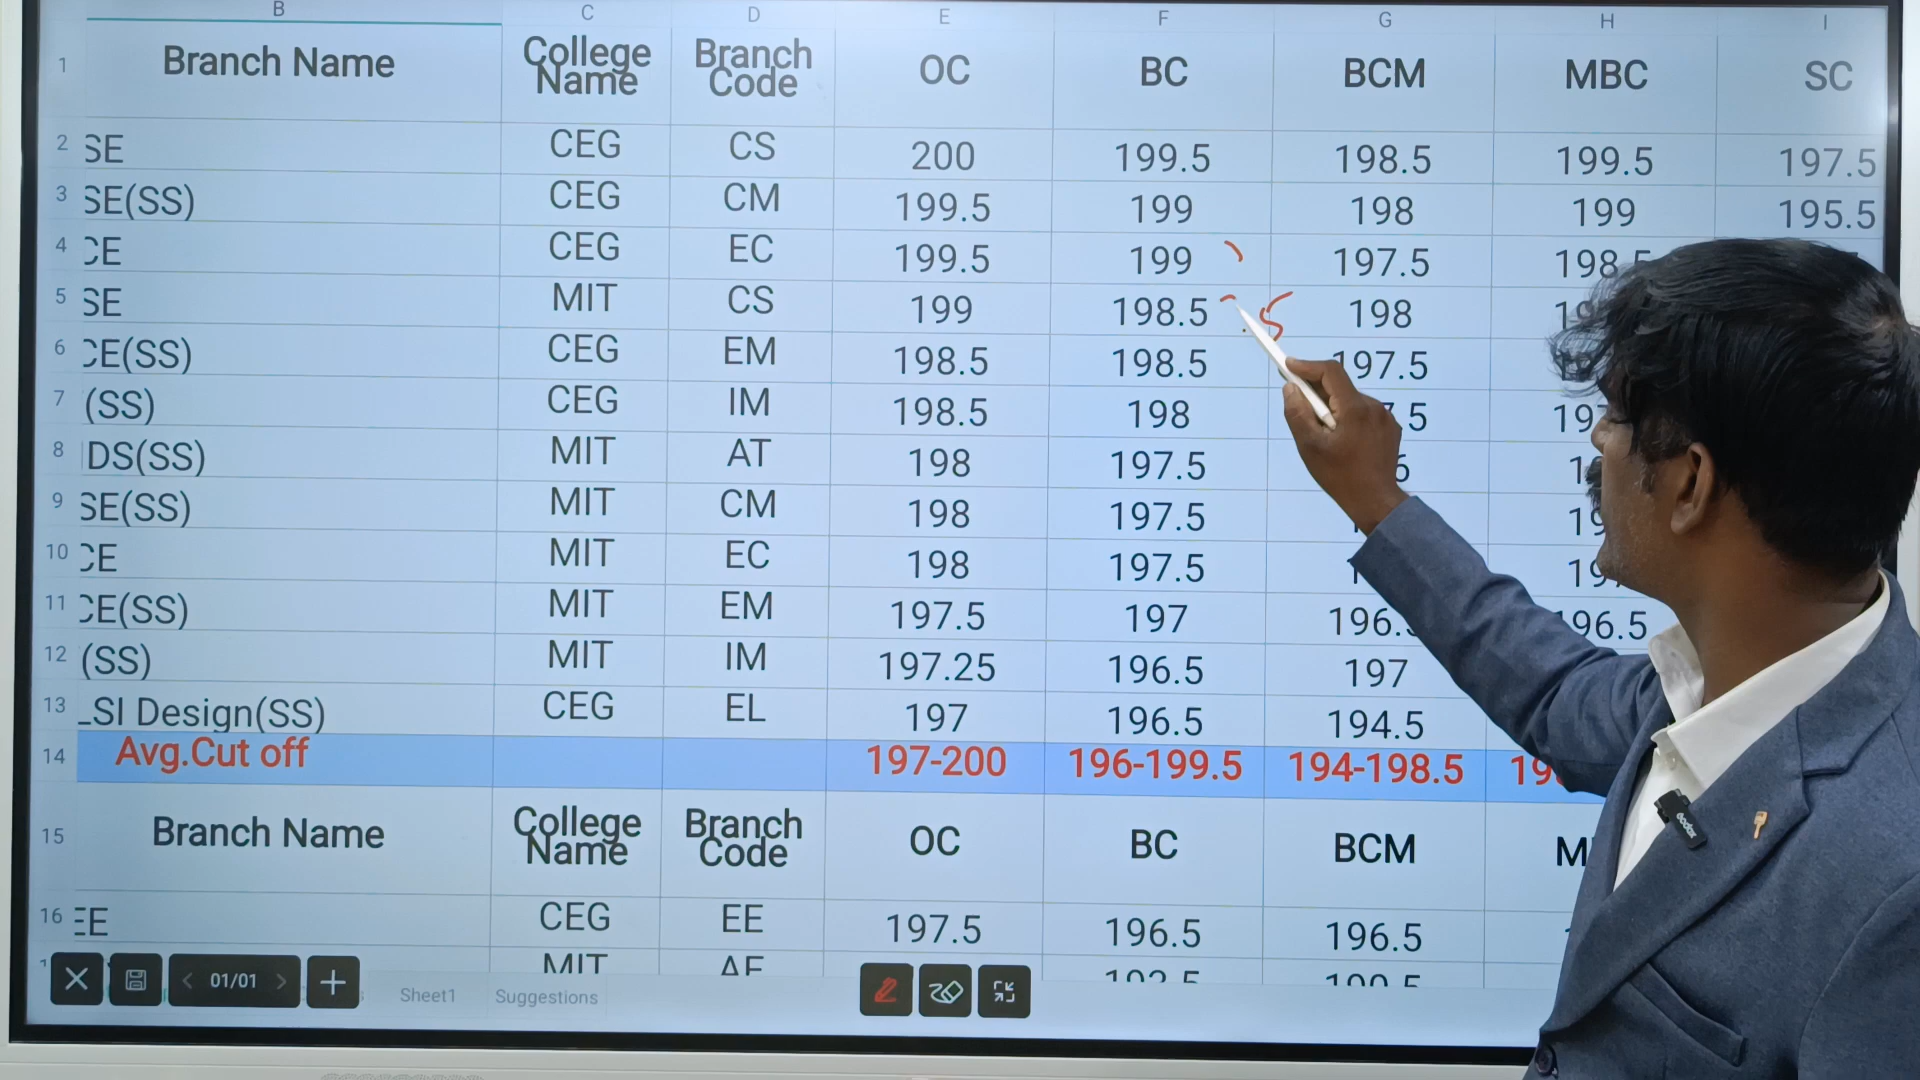 B C D E F G H I
1 Branch Name College Name Branch Code OC BC BCM MBC SC
2 SE CEG CS 200 199.5 198.5 199.5 197.5
3 SE(SS) CEG CM 199.5 199 198 199 195.5
4 CE CEG EC 199.5 199 197.5
5 SE MIT CS 199 198.5 .5 198
6 CE(SS) CEG EM 198.5 198.5 197.5
7 (SS) CEG IM 198.5 198
8 DS(SS) MIT AT 198 197.5
9 SE(SS) MIT CM 198 197.5
10 CE MIT EC 198 197.5
11 CE(SS) MIT EM 197.5 197 96.5
12 (SS) MIT IM 197.25 196.5 197
13 LSI Design(SS) CEG EL 197 196.5 194.5
14 Avg.Cut off 197-200 196-199.5 194-198.5
15 Branch Name College Name Branch Code OC BC BCM
16 EE CEG EE 197.5 196.5 196.5
MIT
01/01
Sheet1 Suggestions
Godox